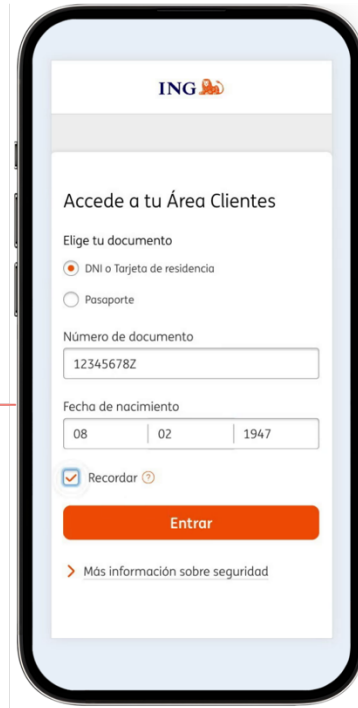 ING
Accede a tu Área Clientes
Elige tu documento
DNI o Tarjeta de residencia
Pasaporte
Número de documento
12345678Z
Fecha de nacimiento
08 02 1947
Recordar ?
Entrar
Más información sobre seguridad